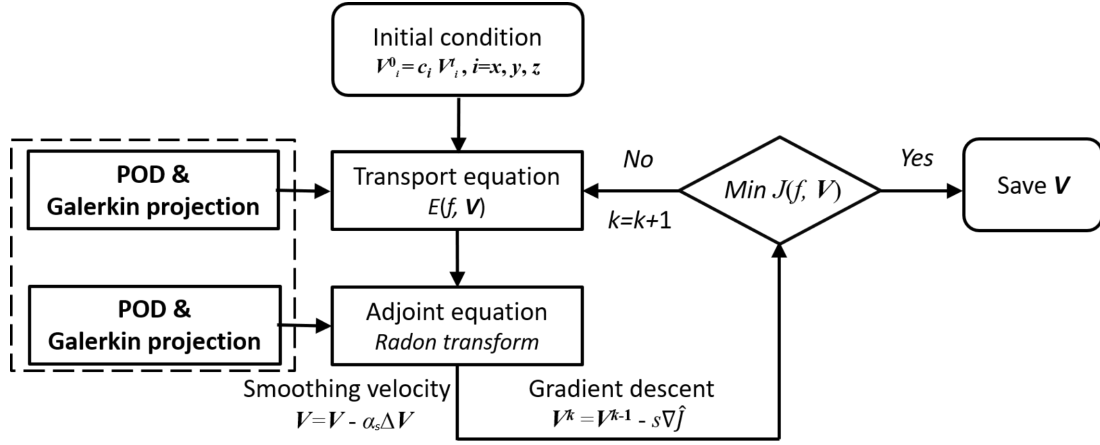 Initial condition
V⁰ᵢ=cᵢ Vᵗᵢ, i=x, y, z
POD &
Galerkin projection
Transport equation
E(f, V)
No
k=k+1
Min J(f, V)
Yes
Save V
POD &
Galerkin projection
Adjoint equation
Radon transform
Smoothing velocity
V=V - αₛΔV
Gradient descent
Vᵏ =Vᵏ⁻¹ - s∇Ĵ